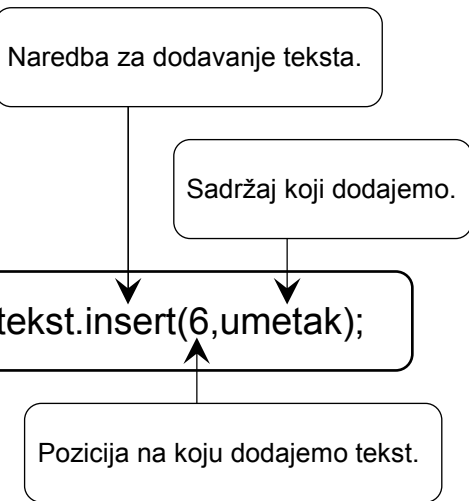 Naredba za dodavanje teksta.
Sadržaj koji dodajemo.
tekst.insert(6,umetak);
Pozicija na koju dodajemo tekst.